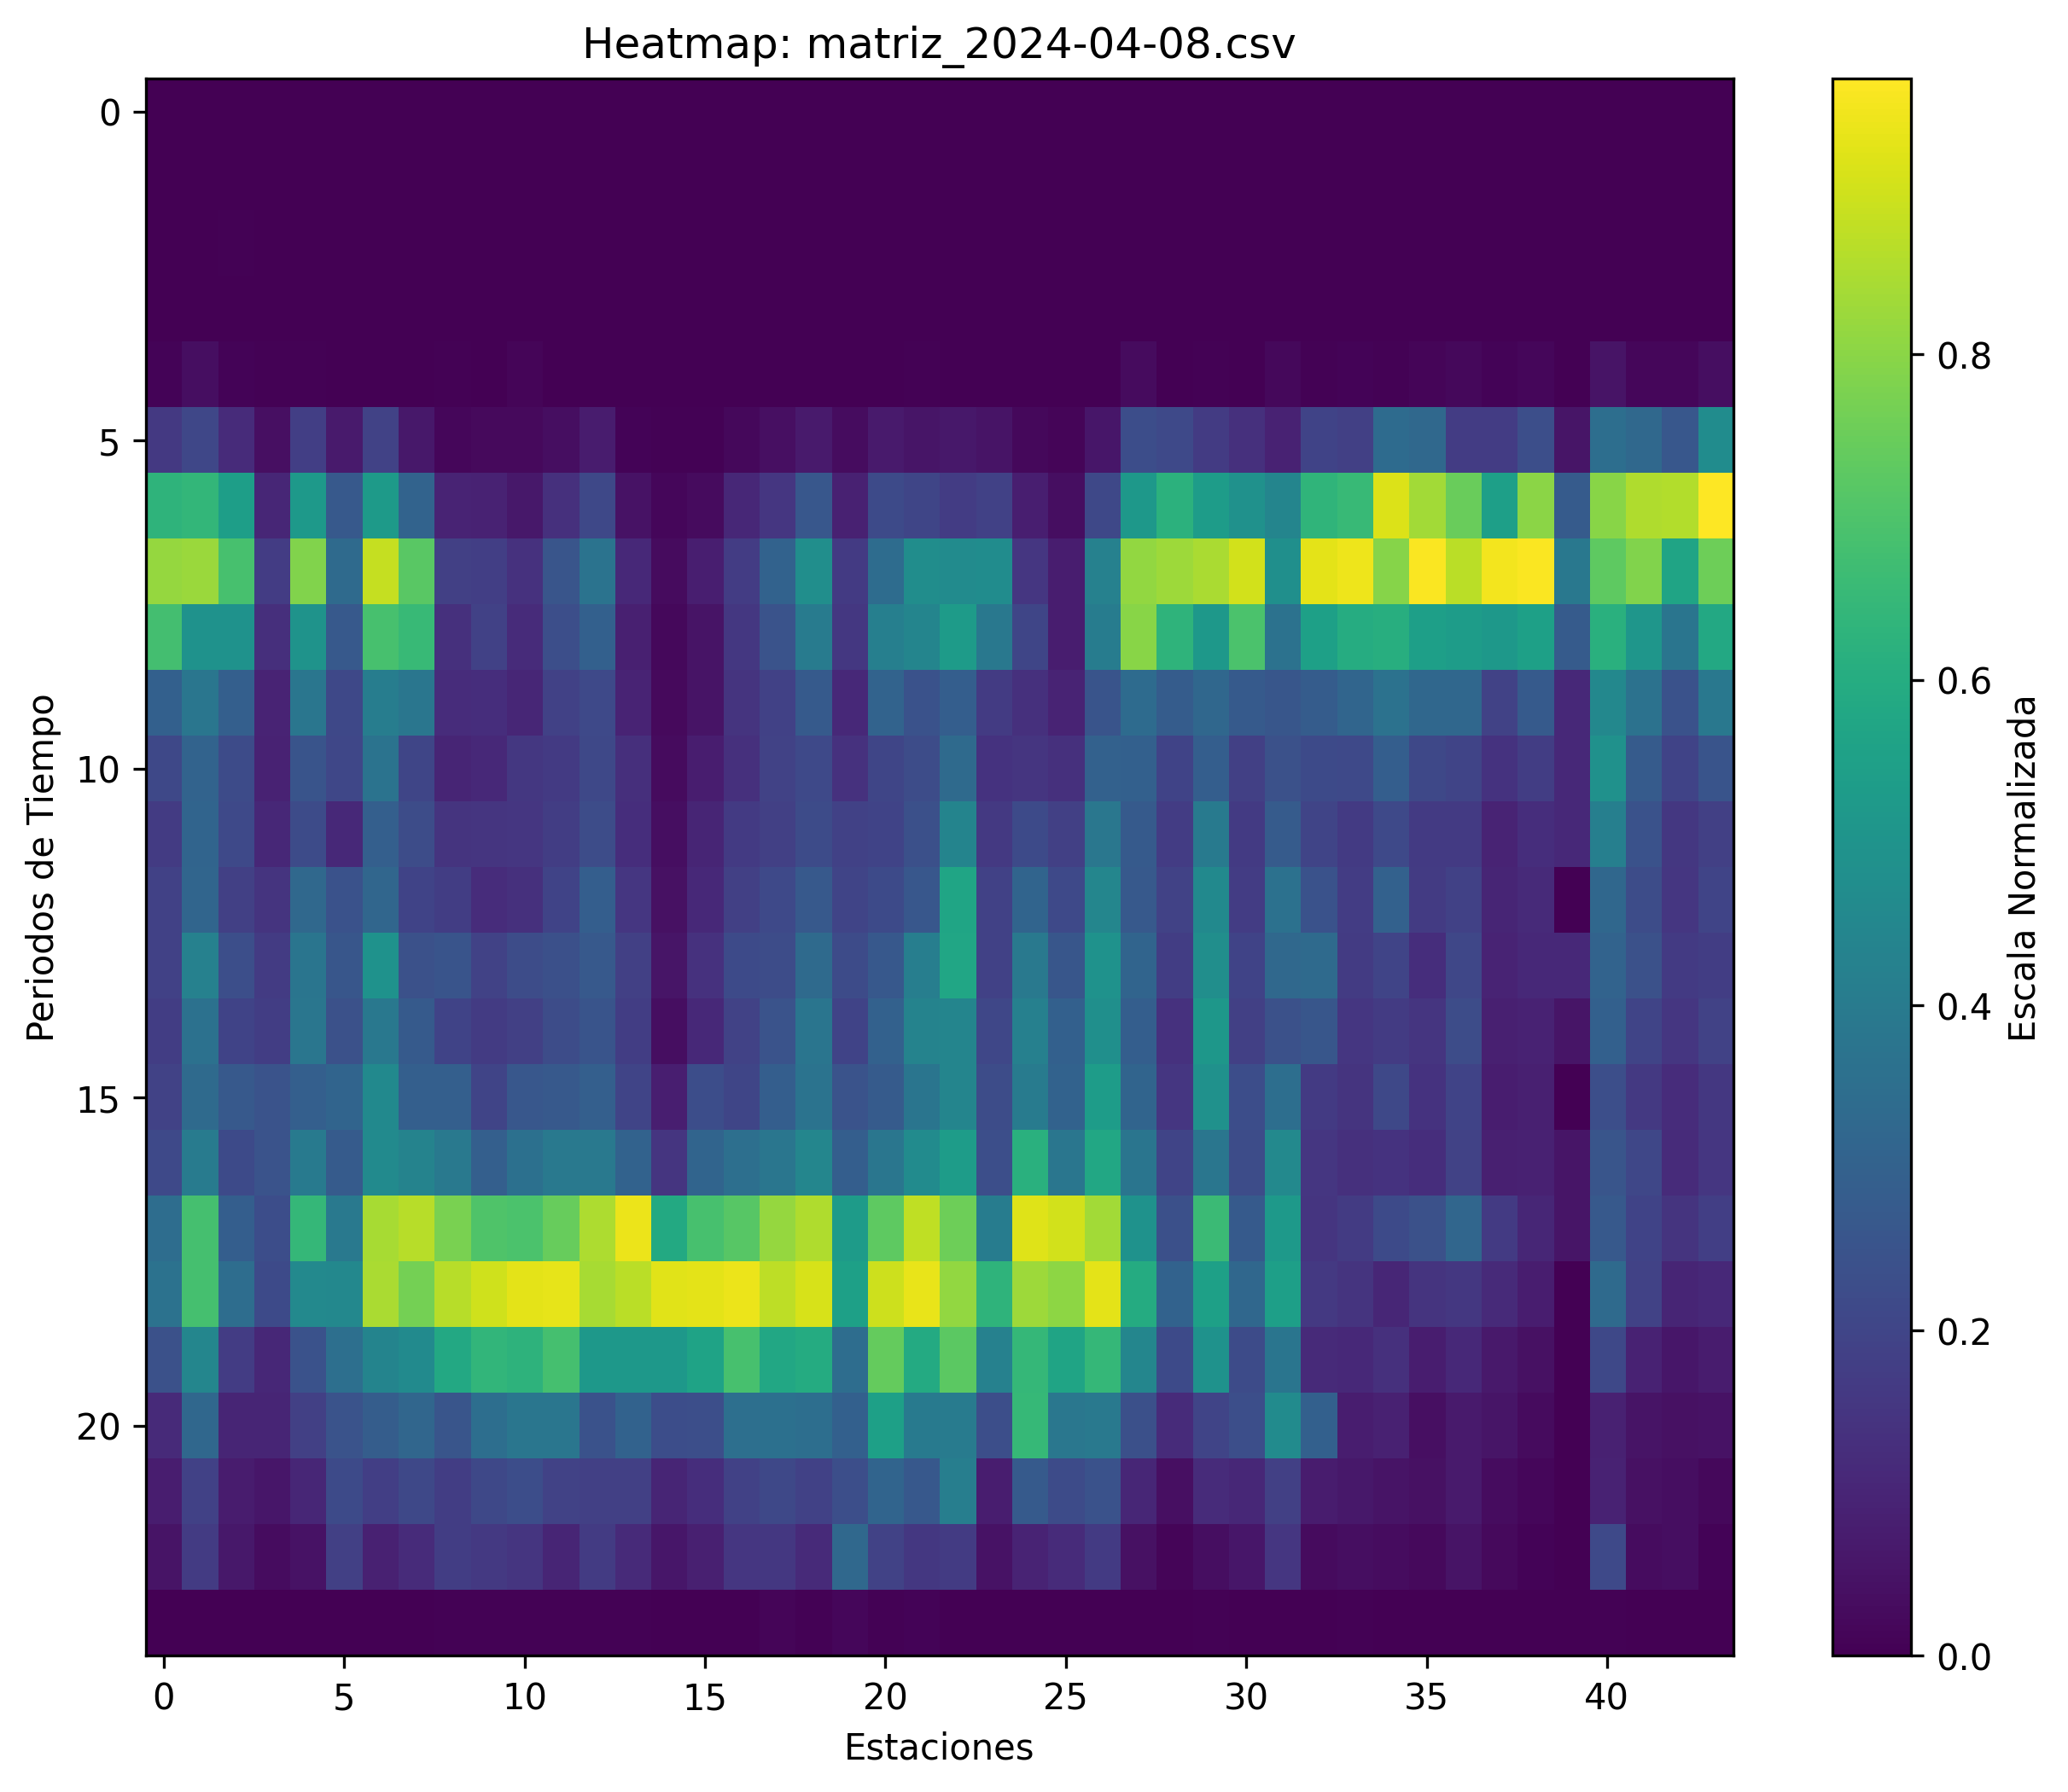 Heatmap: matriz_2024-04-08.csv
Periodos de Tiempo
0
5
10
15
20
0 5 10 15 20 25 30 35 40
Estaciones
0.8
0.6
0.4
0.2
0.0
Escala Normalizada